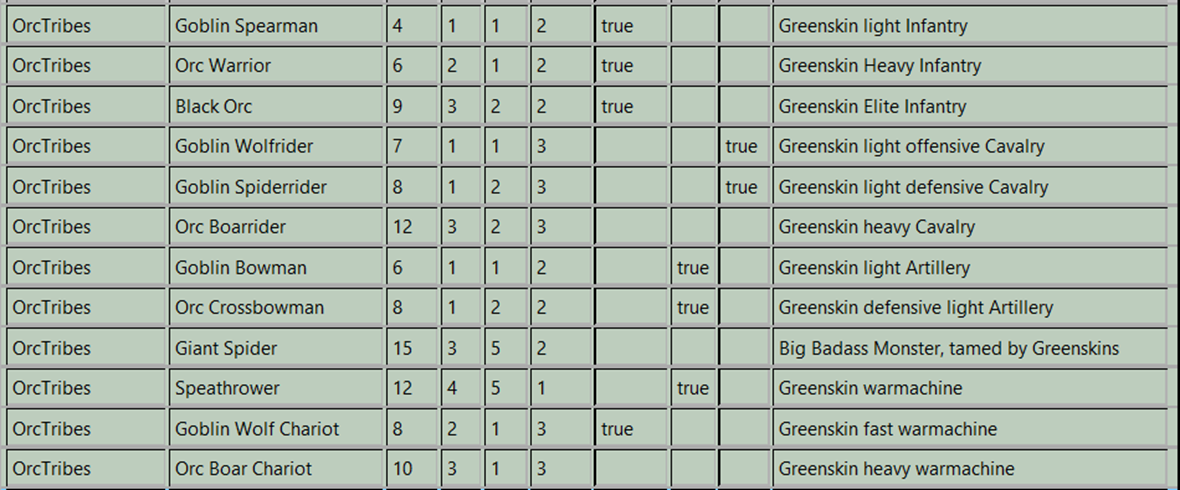 OrcTribes Goblin Spearman 4 1 1 2 true Greenskin light Infantry
OrcTribes Orc Warrior 6 2 1 2 true Greenskin Heavy Infantry
OrcTribes Black Orc 9 3 2 2 true Greenskin Elite Infantry
OrcTribes Goblin Wolfrider 7 1 1 3 true Greenskin light offensive Cavalry
OrcTribes Goblin Spiderrider 8 1 2 3 true Greenskin light defensive Cavalry
OrcTribes Orc Boarrider 12 3 2 3 Greenskin heavy Cavalry
OrcTribes Goblin Bowman 6 1 1 2 true Greenskin light Artillery
OrcTribes Orc Crossbowman 8 1 2 2 true Greenskin defensive light Artillery
OrcTribes Giant Spider 15 3 5 2 Big Badass Monster, tamed by Greenskins
OrcTribes Speathrower 12 4 5 1 true Greenskin warmachine
OrcTribes Goblin Wolf Chariot 8 2 1 3 true Greenskin fast warmachine
OrcTribes Orc Boar Chariot 10 3 1 3 Greenskin heavy warmachine